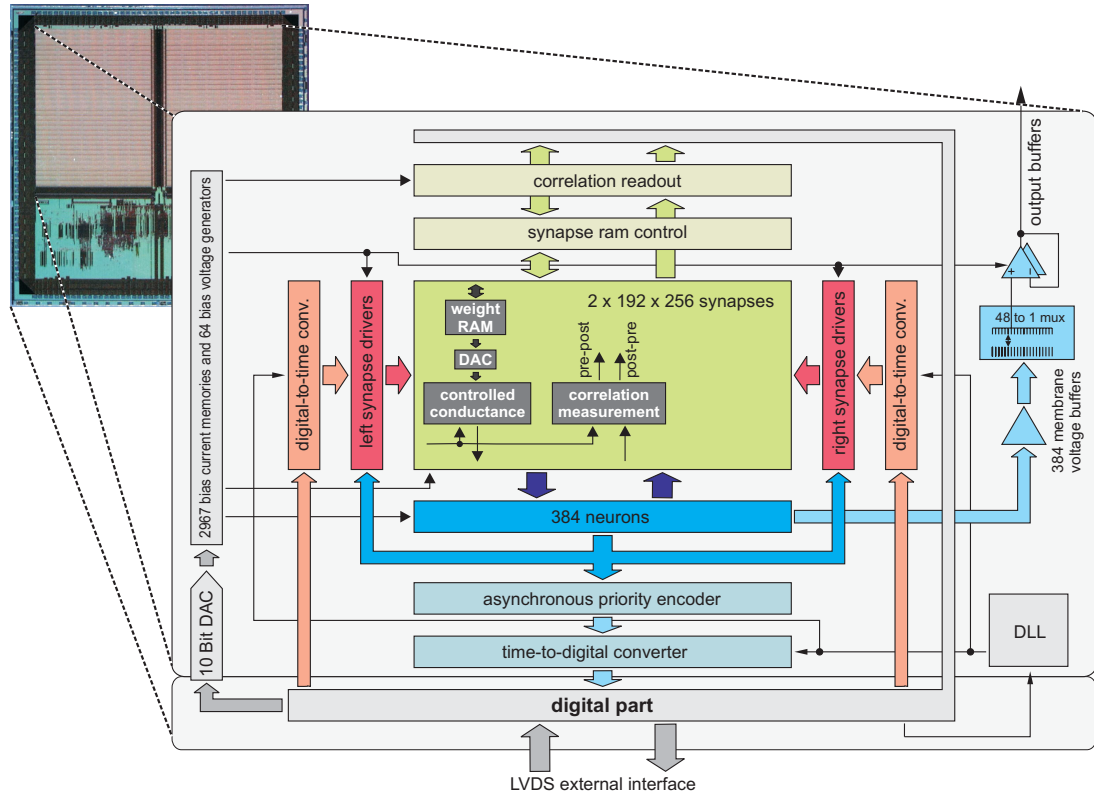 correlation readout
synapse ram control
2967 bias current memories and 64 bias voltage generators
10 Bit DAC
digital-to-time conv.
left synapse drivers
2 x 192 x 256 synapses
weight
RAM
DAC
controlled
conductance
pre-post
post-pre
correlation
measurement
right synapse drivers
digital-to-time conv.
output buffers
+
–
48 to 1 mux
384 membrane
voltage buffers
384 neurons
asynchronous priority encoder
time-to-digital converter
DLL
digital part
LVDS external interface